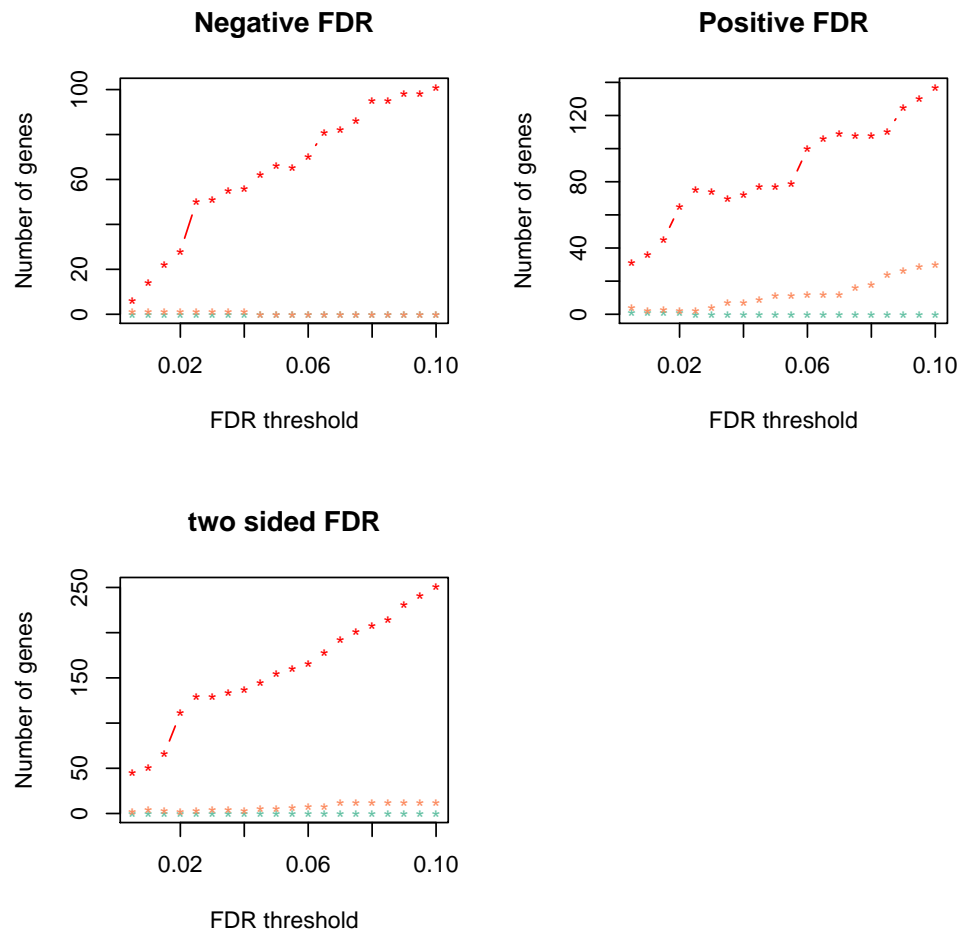 Negative FDR
Number of genes
0 20 60 100
0.02 0.06 0.10
FDR threshold
Positive FDR
Number of genes
0 40 80 120
0.02 0.06 0.10
FDR threshold
two sided FDR
Number of genes
0 50 150 250
0.02 0.06 0.10
FDR threshold